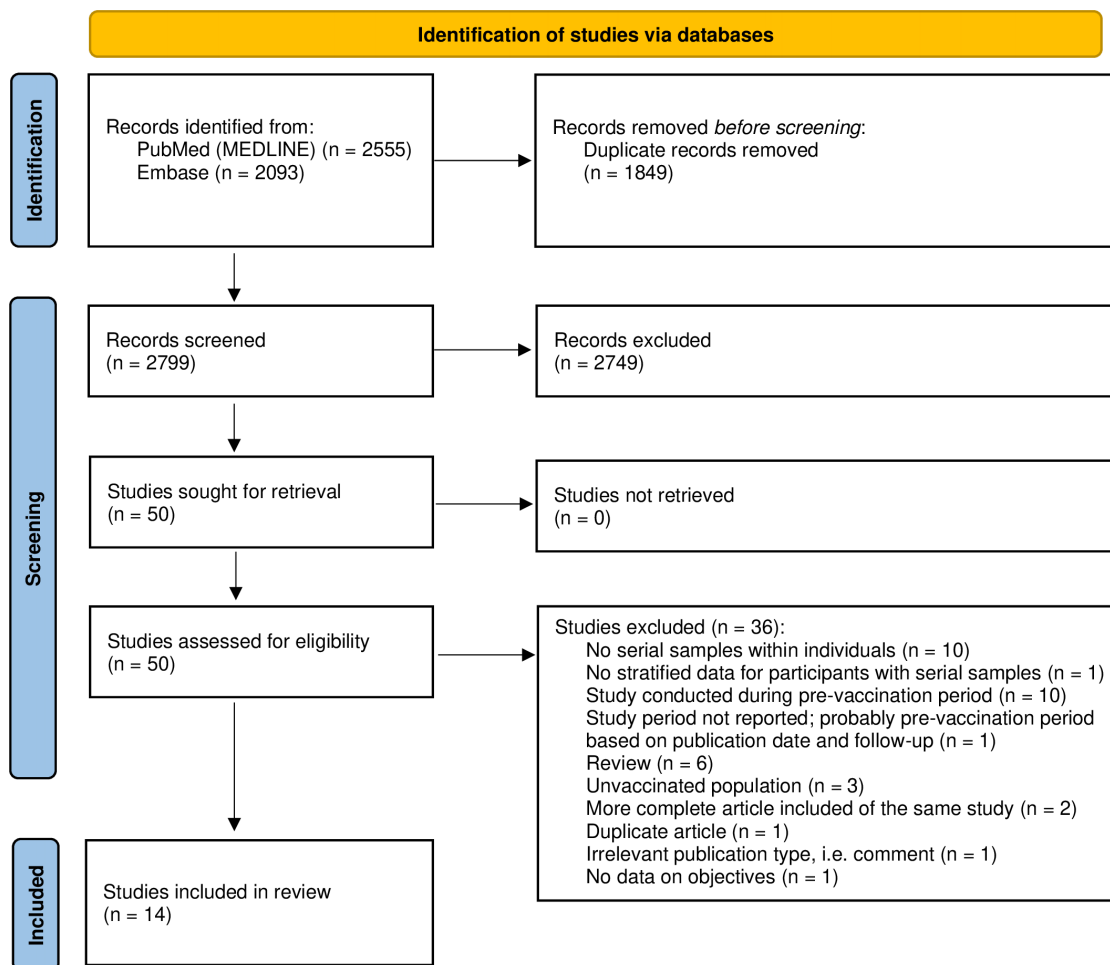 Identification of studies via databases
Identification
Records identified from:
PubMed (MEDLINE) (n = 2555)
Embase (n = 2093)
Records removed before screening:
Duplicate records removed
(n = 1849)
Screening
Records screened
(n = 2799)
Records excluded
(n = 2749)
Studies sought for retrieval
(n = 50)
Studies not retrieved
(n = 0)
Studies assessed for eligibility
(n = 50)
Studies excluded (n = 36):
No serial samples within individuals (n = 10)
No stratified data for participants with serial samples (n = 1)
Study conducted during pre-vaccination period (n = 10)
Study period not reported; probably pre-vaccination period
based on publication date and follow-up (n = 1)
Review (n = 6)
Unvaccinated population (n = 3)
More complete article included of the same study (n = 2)
Duplicate article (n = 1)
Irrelevant publication type, i.e. comment (n = 1)
No data on objectives (n = 1)
Included
Studies included in review
(n = 14)